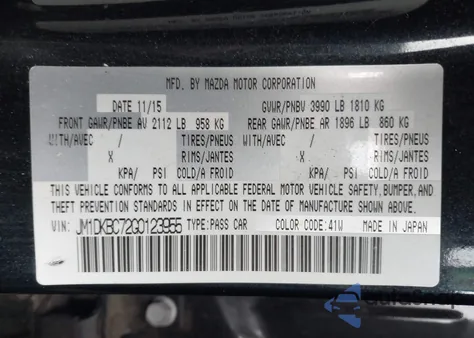 MFD. BY MAZDA MOTOR CORPORATION
DATE 11/15 GVWR/PNBV 3990 LB 1810 KG
FRONT GAWR/PNBE AV 2112 LB 958 KG REAR GAWR/PNBE AR 1896 LB 860 KG
WITH/AVEC / TIRES/PNEUS WITH/AVEC / TIRES/PNEUS
X RIMS/JANTES X RIMS/JANTES
KPA/ PSI COLD/A FROID KPA/ PSI COLD/A FROID
THIS VEHICLE CONFORMS TO ALL APPLICABLE FEDERAL MOTOR VEHICLE SAFETY, BUMPER, AND
THEFT PREVENTION STANDARDS IN EFFECT ON THE DATE OF MANUFACTURE SHOWN ABOVE.
VIN: JM1DKBC72G0123955 TYPE:PASS CAR COLOR CODE:41W MADE IN JAPAN